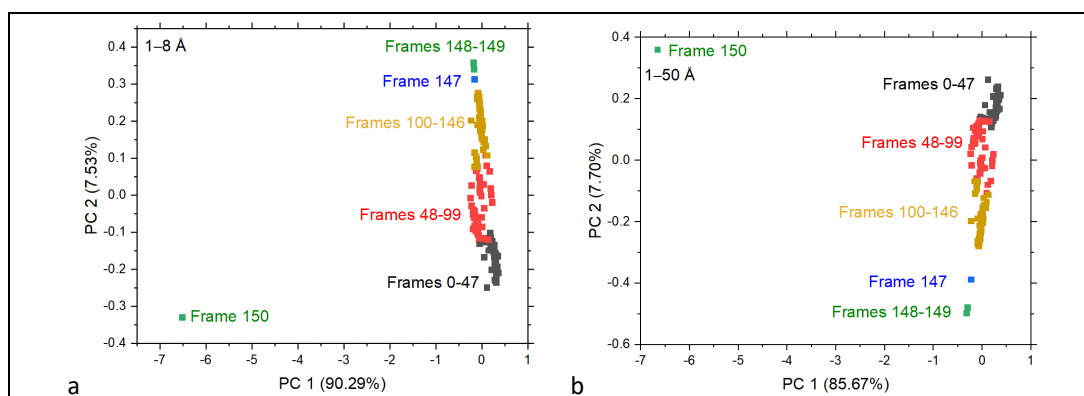 1–8 Å
Frames 148-149
Frame 147
Frames 100-146
Frames 48-99
Frames 0-47
Frame 150
0.4
0.3
0.2
0.1
0.0
-0.1
-0.2
-0.3
-0.4
PC 2 (7.53%)
-7 -6 -5 -4 -3 -2 -1 0 1
PC 1 (90.29%)
a
Frame 150
1–50 Å
Frames 0-47
Frames 48-99
Frames 100-146
Frame 147
Frames 148-149
0.4
0.2
0.0
-0.2
-0.4
-0.6
PC 2 (7.70%)
-7 -6 -5 -4 -3 -2 -1 0 1
PC 1 (85.67%)
b